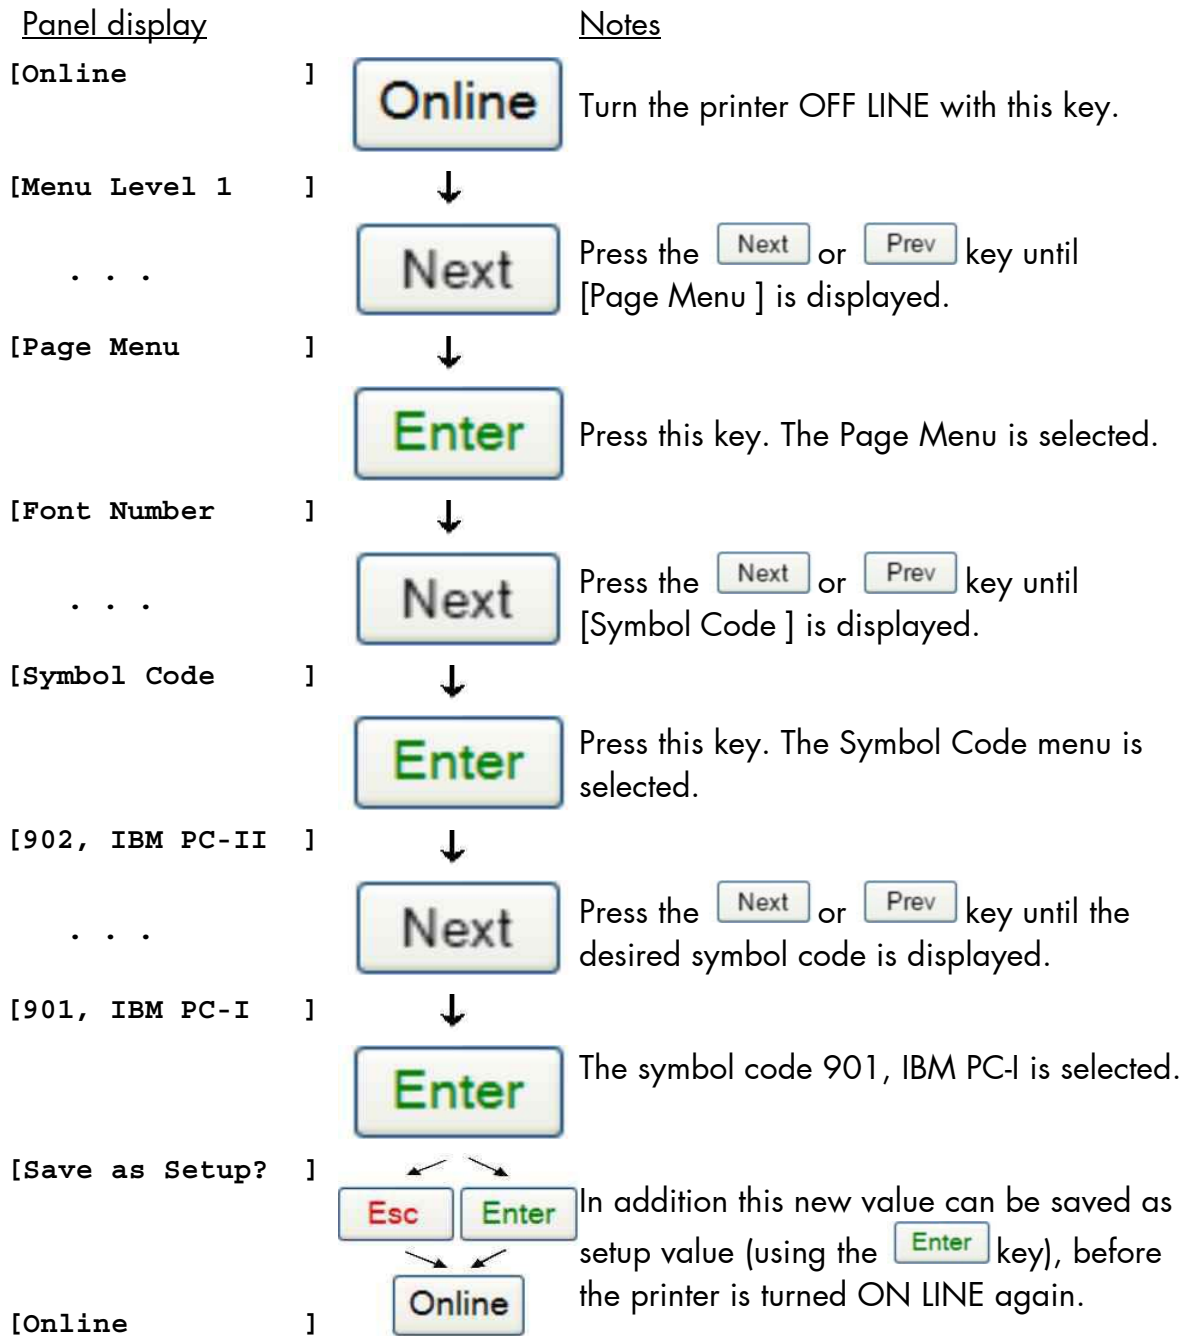 Panel display Notes
[Online ] Online Turn the printer OFF LINE with this key.
[Menu Level 1 ]
. . . Next Press the Next or Prev key until
[Page Menu ] is displayed.
[Page Menu ]
Enter Press this key. The Page Menu is selected.
[Font Number ]
. . . Next Press the Next or Prev key until
[Symbol Code ] is displayed.
[Symbol Code ]
Enter Press this key. The Symbol Code menu is
selected.
[902, IBM PC-II ]
. . . Next Press the Next or Prev key until the
desired symbol code is displayed.
[901, IBM PC-I ]
Enter The symbol code 901, IBM PC-I is selected.
[Save as Setup? ]
Esc Enter In addition this new value can be saved as
setup value (using the Enter key), before
Online the printer is turned ON LINE again.
[Online ]